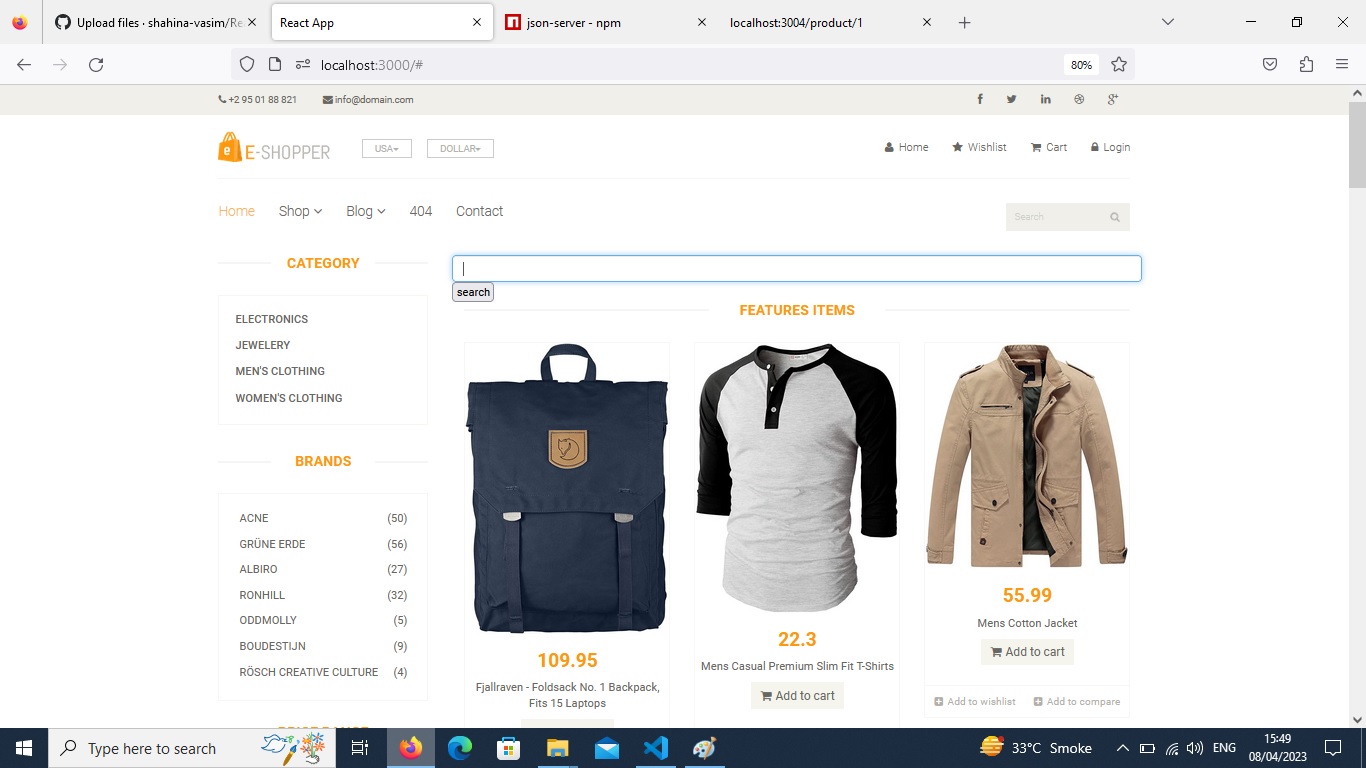 Upload files · shahina-vasim/Re
React App
json-server - npm
localhost:3004/product/1
localhost:3000/#
80%
+2 95 01 88 821
info@domain.com
E-SHOPPER
USA
DOLLAR
Home
Wishlist
Cart
Login
Home
Shop
Blog
404
Contact
Search
CATEGORY
ELECTRONICS
JEWELERY
MEN'S CLOTHING
WOMEN'S CLOTHING
BRANDS
ACNE (50)
GRÜNE ERDE (56)
ALBIRO (27)
RONHILL (32)
ODDMOLLY (5)
BOUDESTIJN (9)
RÖSCH CREATIVE CULTURE (4)
search
FEATURES ITEMS
109.95
Fjallraven - Foldsack No. 1 Backpack,
Fits 15 Laptops
22.3
Mens Casual Premium Slim Fit T-Shirts
Add to cart
55.99
Mens Cotton Jacket
Add to cart
Add to wishlist
Add to compare
Type here to search
33°C Smoke
ENG
15:49
08/04/2023